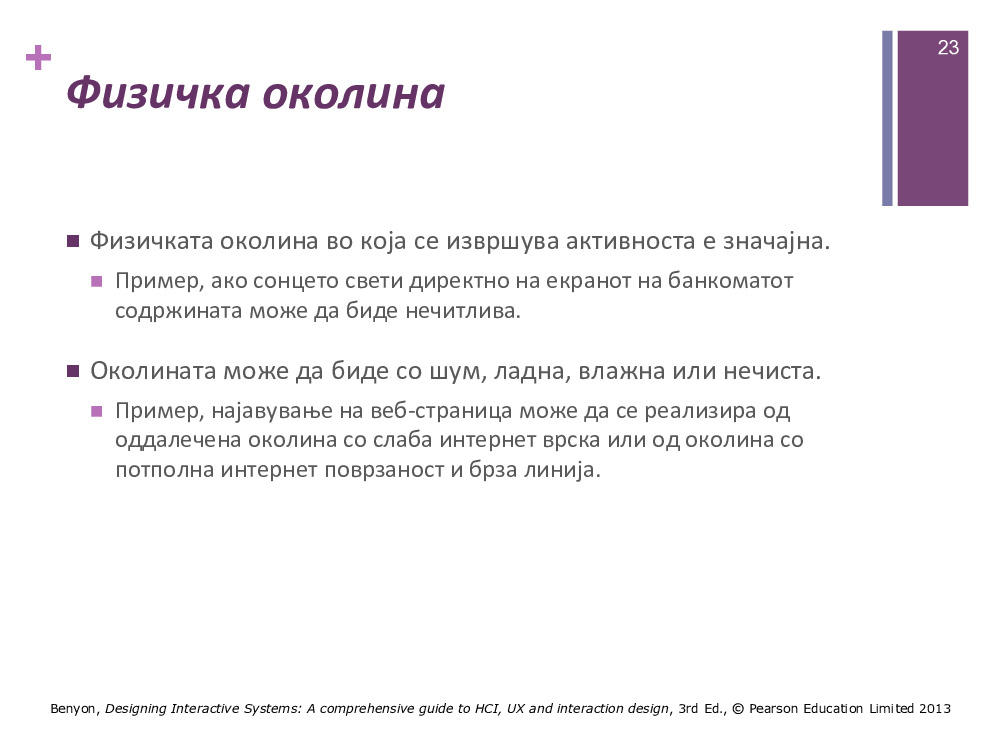 23
+
Физичка околина
Физичката околина во која се извршува активноста е значајна.
Пример, ако сонцето свети директно на екранот на банкоматот
содржината може да биде нечитлива.
Околината може да биде со шум, ладна, влажна или нечиста.
Пример, најавување на веб-страница може да се реализира од
оддалечена околина со слаба интернет врска или од околина со
потполна интернет поврзаност и брза линија.
Benyon, Designing Interactive Systems: A comprehensive guide to HCI, UX and interaction design, 3rd Ed., © Pearson Education Limited 2013